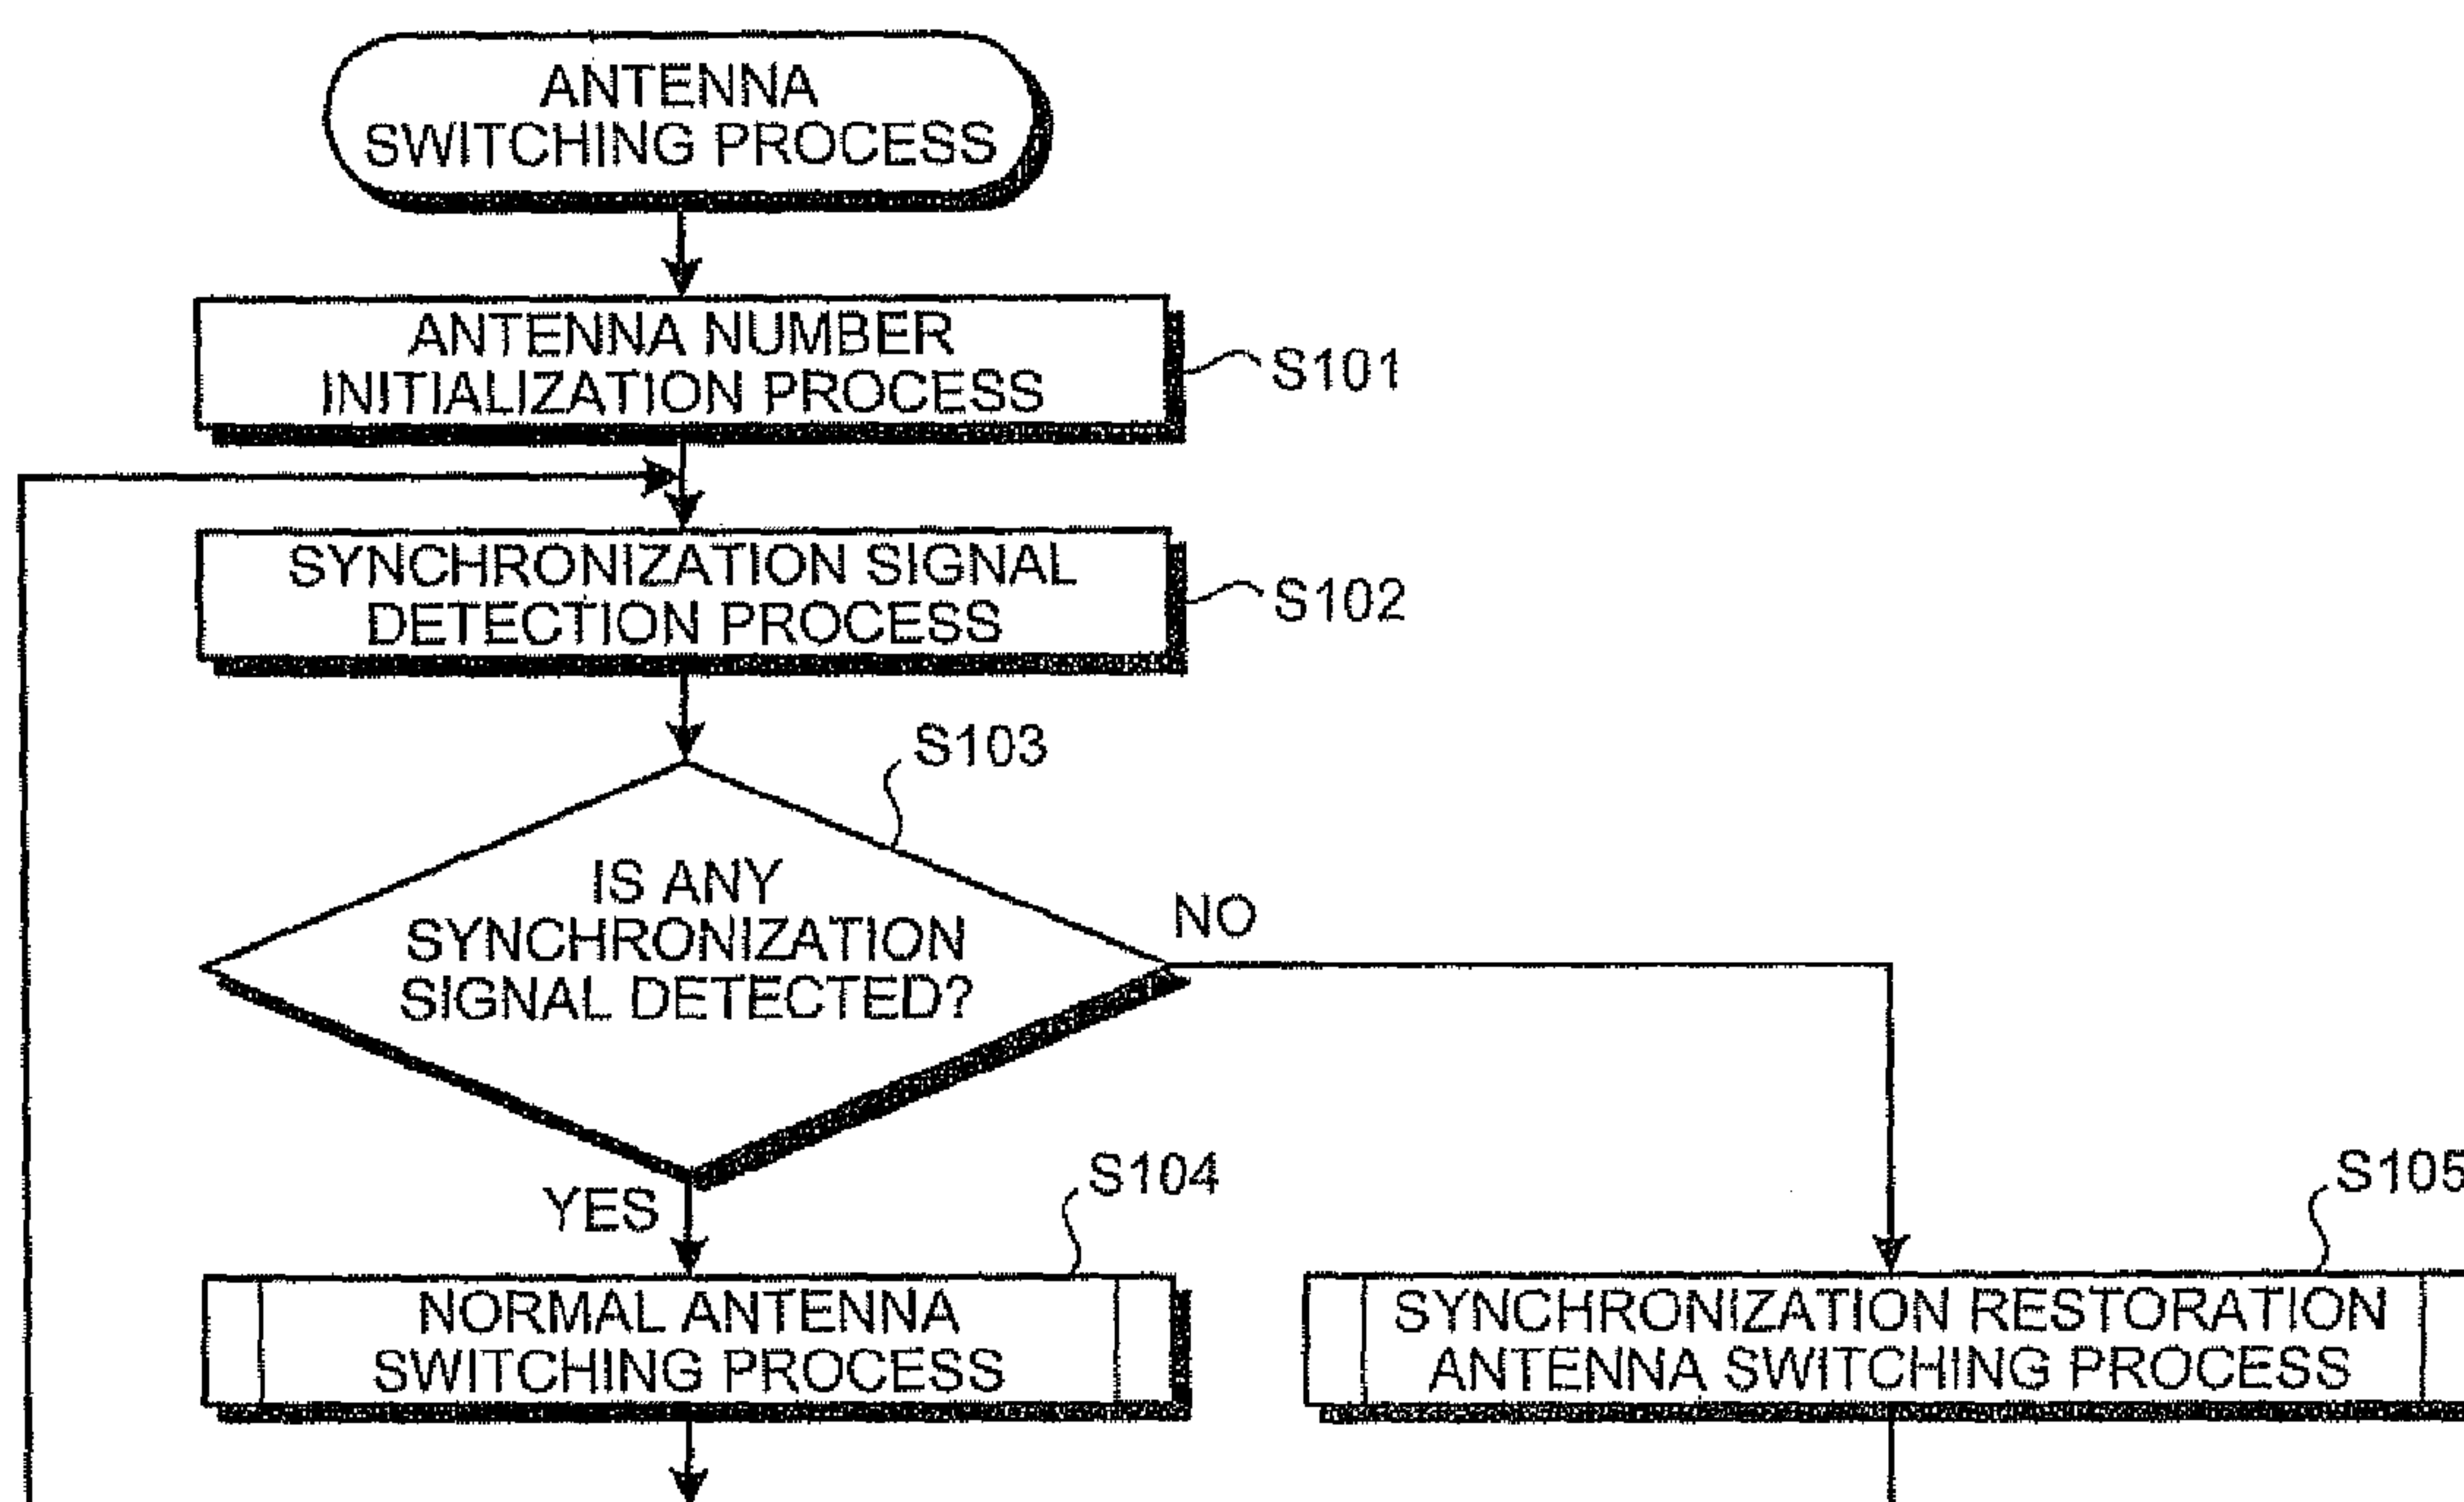 ANTENNA
SWITCHING PROCESS
ANTENNA NUMBER
INITIALIZATION PROCESS
S101
SYNCHRONIZATION SIGNAL
DETECTION PROCESS
S102
S103
IS ANY
SYNCHRONIZATION
SIGNAL DETECTED?
NO
YES
S104
NORMAL ANTENNA
SWITCHING PROCESS
S105
SYNCHRONIZATION RESTORATION
ANTENNA SWITCHING PROCESS